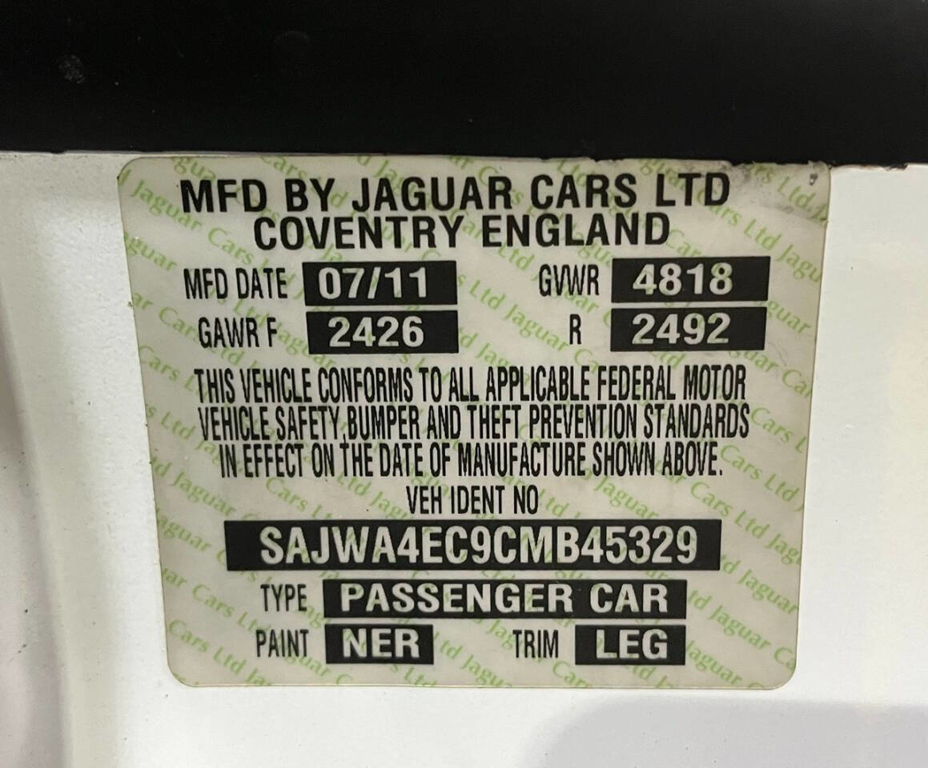 MFD BY JAGUAR CARS LTD
COVENTRY ENGLAND
MFD DATE 07/11 GVWR 4818
GAWR F 2426 R 2492
THIS VEHICLE CONFORMS TO ALL APPLICABLE FEDERAL MOTOR
VEHICLE SAFETY, BUMPER AND THEFT PREVENTION STANDARDS
IN EFFECT ON THE DATE OF MANUFACTURE SHOWN ABOVE.
VEH IDENT NO
SAJWA4EC9CMB45329
TYPE PASSENGER CAR
PAINT NER TRIM LEG